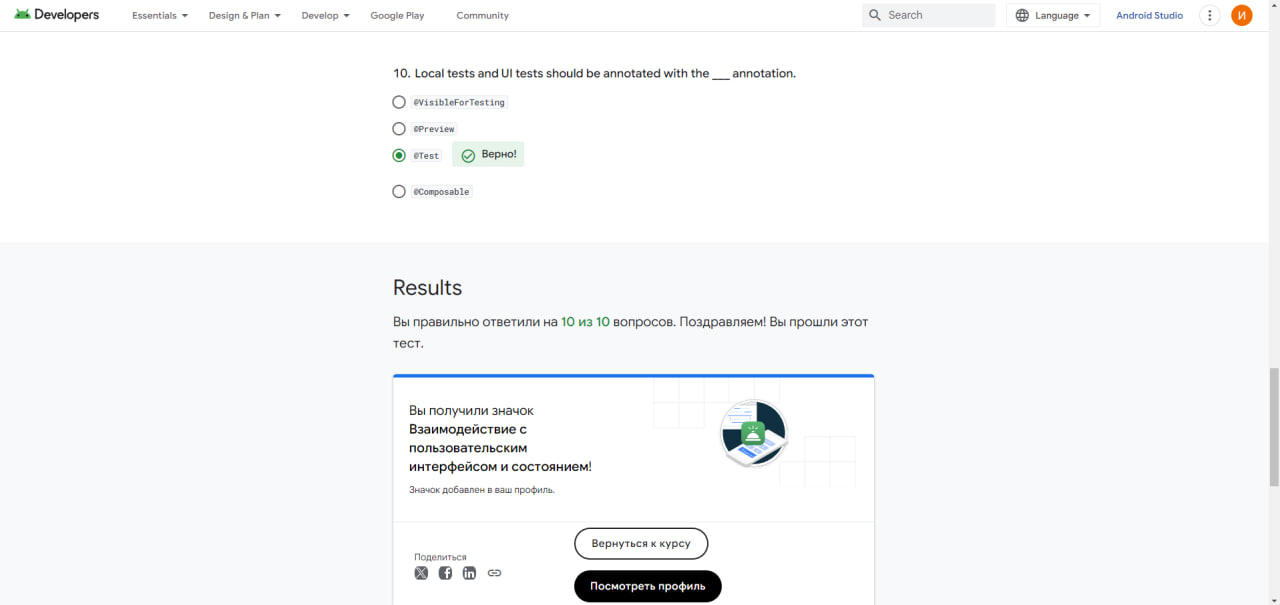 Developers Essentials Design & Plan Develop Google Play Community Search Language Android Studio И
10. Local tests and UI tests should be annotated with the ___ annotation.
@VisibleForTesting
@Preview
@Test Верно!
@Composable
Results
Вы правильно ответили на 10 из 10 вопросов. Поздравляем! Вы прошли этот
тест.
Вы получили значок
Взаимодействие с
пользовательским
интерфейсом и состоянием!
Значок добавлен в ваш профиль.
Поделиться
Вернуться к курсу
Посмотреть профиль